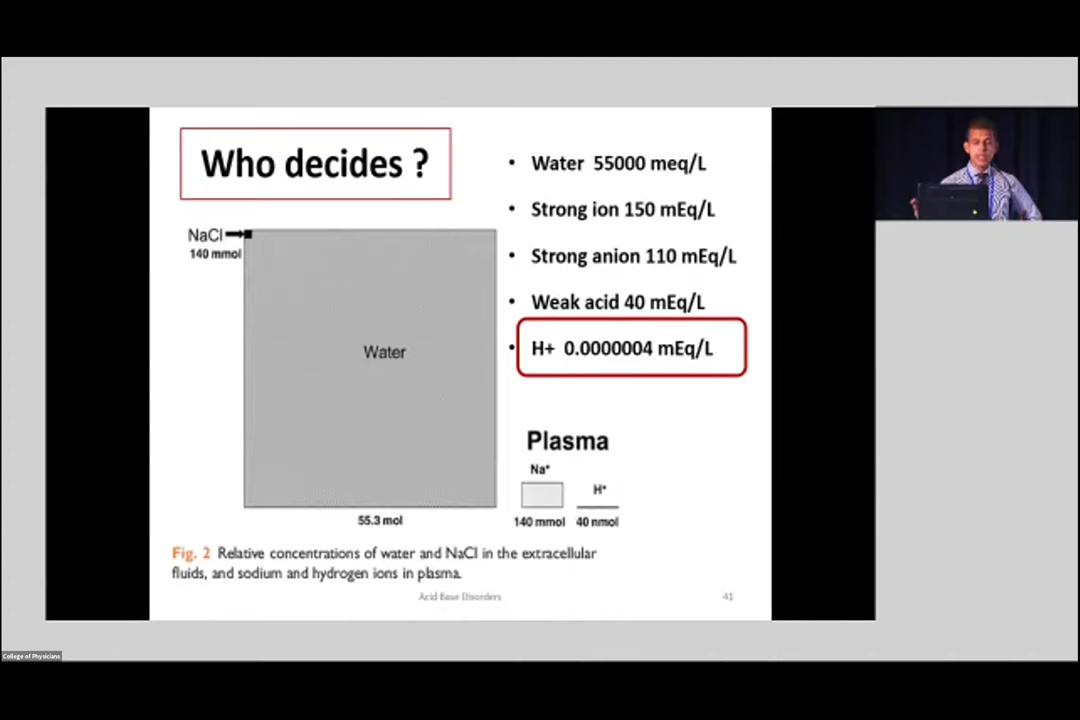 Who decides ?
NaCl
140 mmol
Water
55.3 mol
• Water 55000 meq/L
• Strong ion 150 mEq/L
• Strong anion 110 mEq/L
• Weak acid 40 mEq/L
• H+ 0.0000004 mEq/L
Plasma
Na+
H+
140 mmol
40 nmol
Fig. 2 Relative concentrations of water and NaCl in the extracellular
fluids, and sodium and hydrogen ions in plasma.
Acid Base Disorders
41
College of Physicians